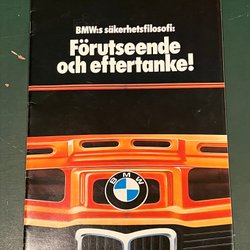 BMW:s säkerhetsfilosofi:
Förutseende
och eftertanke!
BMW